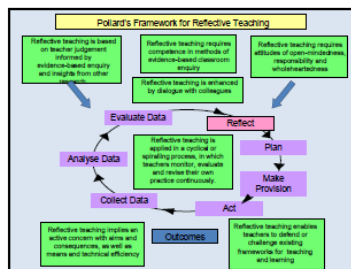 Pollard's Framework for Reflective Teaching
Reflective teaching is based
on teacher judgement
informed by
evidence-based enquiry
and insights from other
research
Reflective teaching requires
competence in methods of
evidence-based classroom
enquiry
Reflective teaching requires
attitudes of open-mindedness,
responsibility and
wholeheartedness
Reflective teaching is enhanced
by dialogue with colleagues
Evaluate Data
Reflect
Plan
Analyse Data
Reflective teaching is
applied in a cyclical or
spiralling process, in which
teachers monitor, evaluate
and revise their own
practice continuously.
Make
Provision
Collect Data
Act
Reflective teaching implies an
active concern with aims and
consequences, as well as
means and technical efficiency
Outcomes
Reflective teaching enables
teachers to defend or
challenge existing
frameworks for teaching
and learning